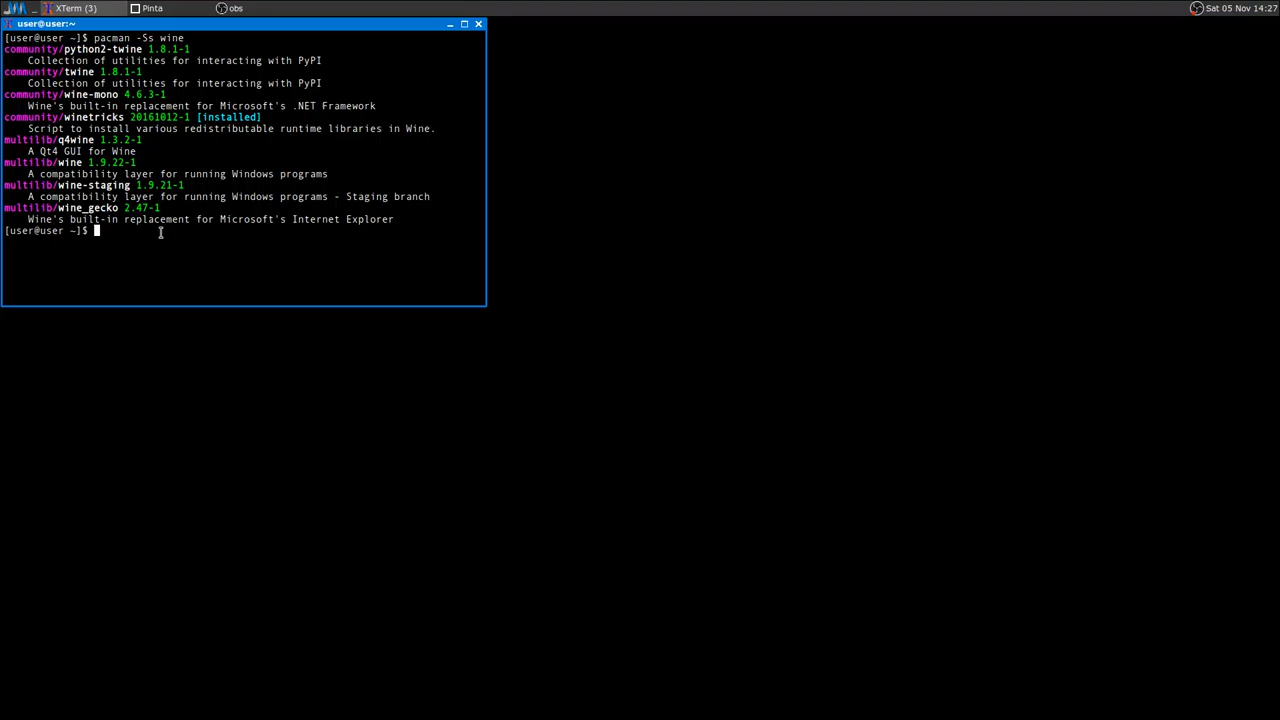 _ XTerm (3) Pinta obs Sat 05 Nov 14:27
user@user:~
[user@user ~]$ pacman -Ss wine
community/python2-twine 1.8.1-1
    Collection of utilities for interacting with PyPI
community/twine 1.8.1-1
    Collection of utilities for interacting with PyPI
community/wine-mono 4.6.3-1
    Wine's built-in replacement for Microsoft's .NET Framework
community/winetricks 20161012-1 [installed]
    Script to install various redistributable runtime libraries in Wine.
multilib/q4wine 1.3.2-1
    A Qt4 GUI for Wine
multilib/wine 1.9.22-1
    A compatibility layer for running Windows programs
multilib/wine-staging 1.9.21-1
    A compatibility layer for running Windows programs - Staging branch
multilib/wine_gecko 2.47-1
    Wine's built-in replacement for Microsoft's Internet Explorer
[user@user ~]$